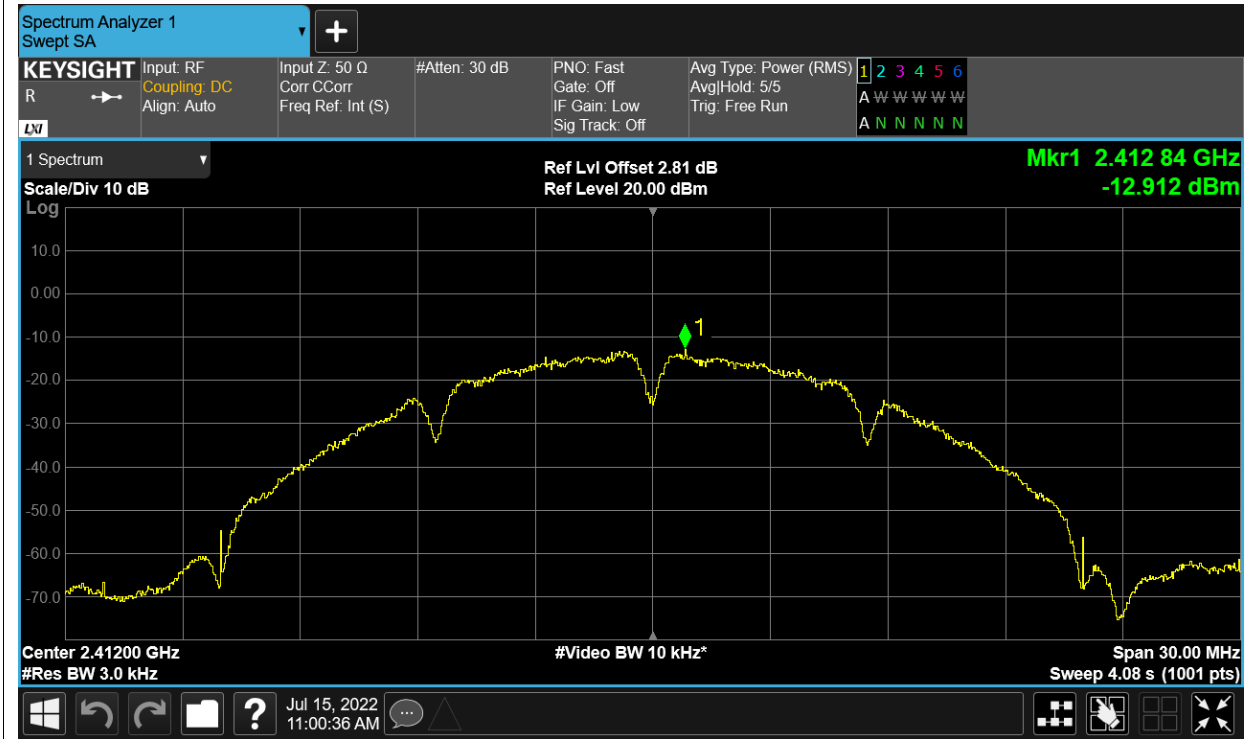 Spectrum Analyzer 1
Swept SA
KEYSIGHT
R
LXI
Input: RF
Coupling: DC
Align: Auto
Input Z: 50 Ω
Corr CCorr
Freq Ref: Int (S)
#Atten: 30 dB
PNO: Fast
Gate: Off
IF Gain: Low
Sig Track: Off
Avg Type: Power (RMS)
Avg|Hold: 5/5
Trig: Free Run
1 2 3 4 5 6
A W W W W W
A N N N N N
1 Spectrum
Scale/Div 10 dB
Log
Ref Lvl Offset 2.81 dB
Ref Level 20.00 dBm
Mkr1 2.412 84 GHz
-12.912 dBm
10.0
0.00
-10.0
-20.0
-30.0
-40.0
-50.0
-60.0
-70.0
1
Center 2.41200 GHz
#Res BW 3.0 kHz
#Video BW 10 kHz*
Span 30.00 MHz
Sweep 4.08 s (1001 pts)
?
Jul 15, 2022
11:00:36 AM